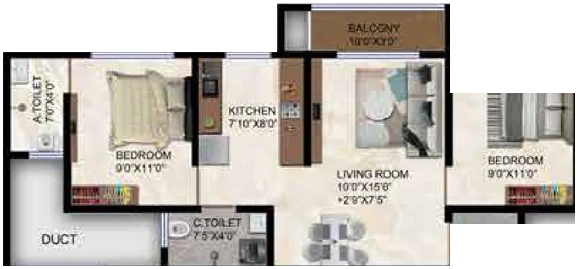 BALCONY
10'0"X3'0"
A.TOILET
7'0"X4'0"
KITCHEN
7'10"X8'0"
BEDROOM
9'0"X11'0"
LIVING ROOM
10'0"X15'6"
+2'9"X7'5"
BEDROOM
9'0"X11'0"
C.TOILET
7'5"X4'0"
DUCT